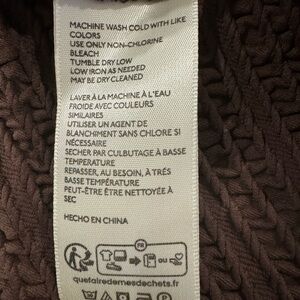 MACHINE WASH COLD WITH LIKE
COLORS
USE ONLY NON-CHLORINE
BLEACH
TUMBLE DRY LOW
LOW IRON AS NEEDED
MAY BE DRY CLEANED
LAVER À LA MACHINE À L'EAU
FROIDE AVEC COULEURS
SIMILAIRES
UTILISER UN AGENT DE
BLANCHIMENT SANS CHLORE SI
NÉCESSAIRE
SECHER PAR CULBUTAGE À BASSE
TEMPERATURE
REPASSER, AU BESOIN, À TRÈS
BASSE TEMPÉRATURE
PEUT-ÊTRE ÊTRE NETTOYÉE À
SEC
HECHO EN CHINA
FR
OU
quefairedemesdechets.fr